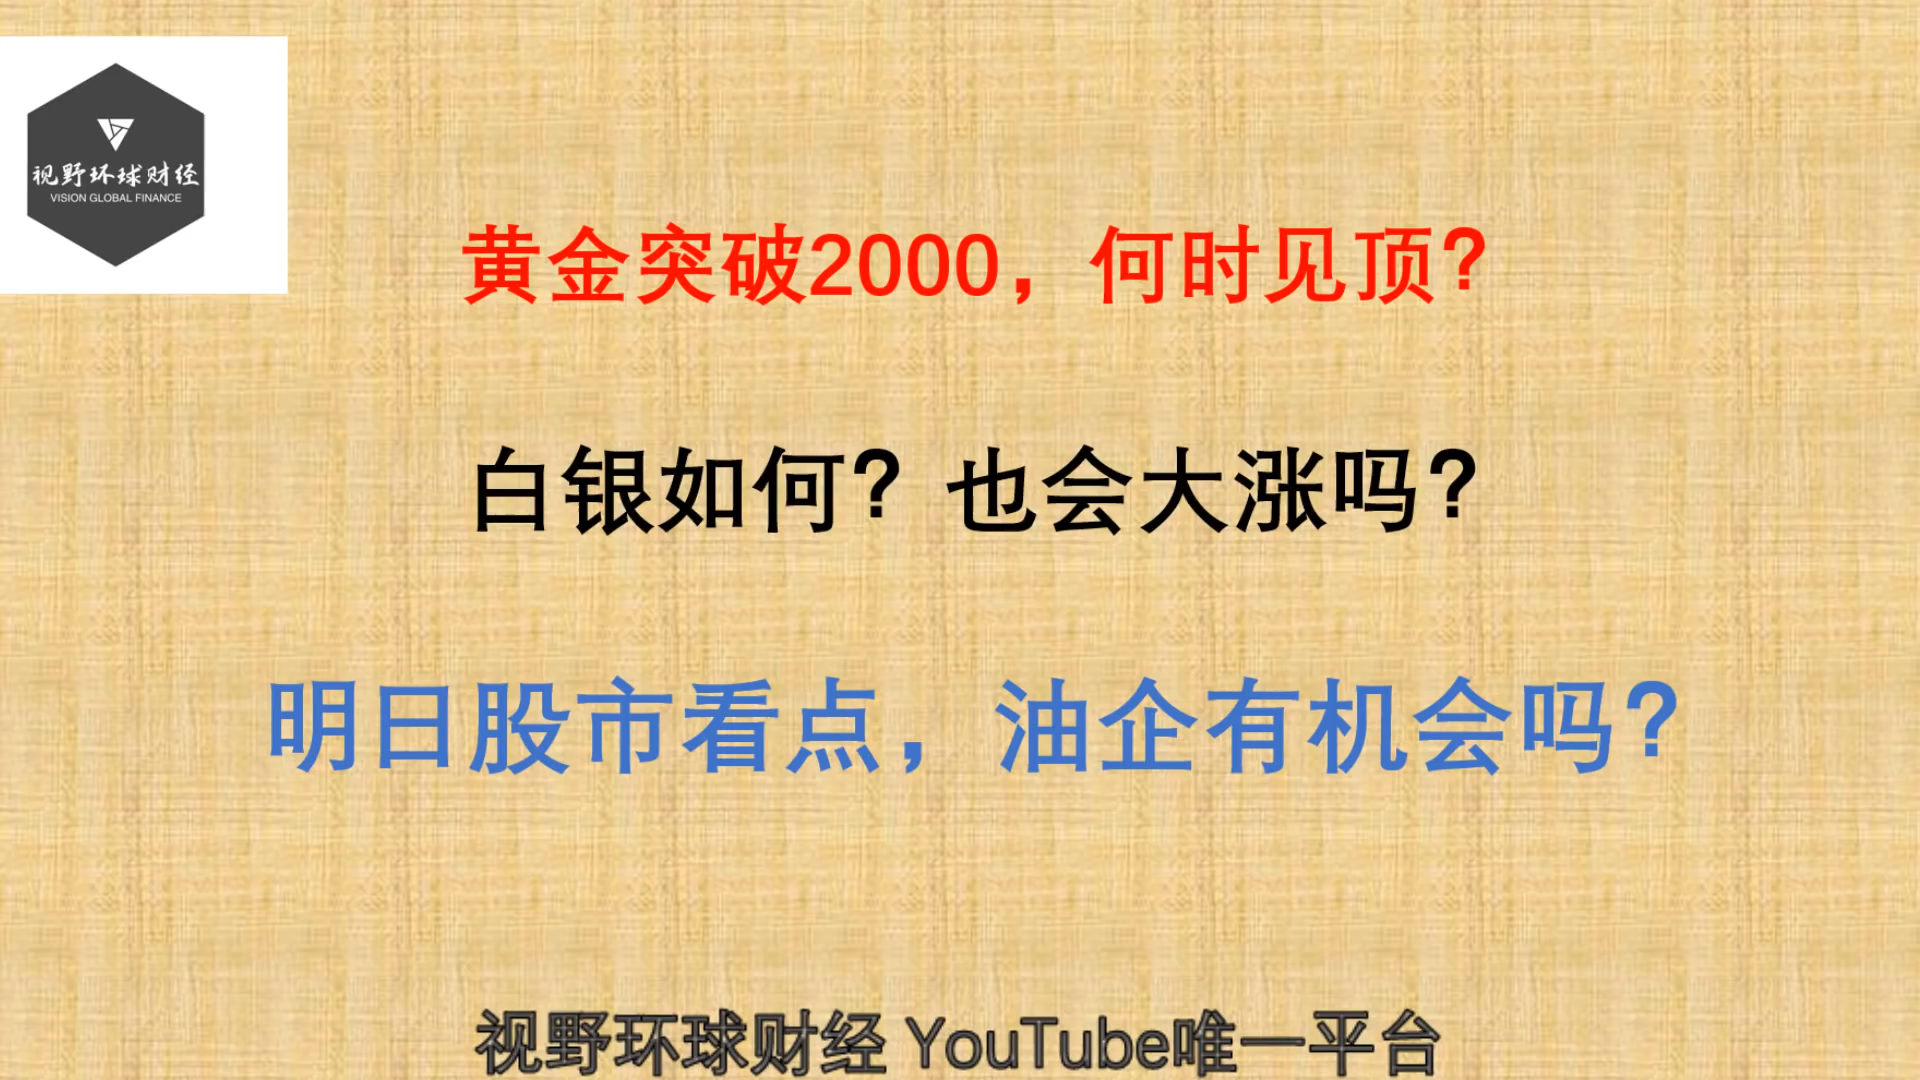 视野环球财经
VISION GLOBAL FINANCE
黄金突破2000，何时见顶？
白银如何？也会大涨吗？
明日股市看点，油企有机会吗？
视野环球财经 YouTube唯一平台